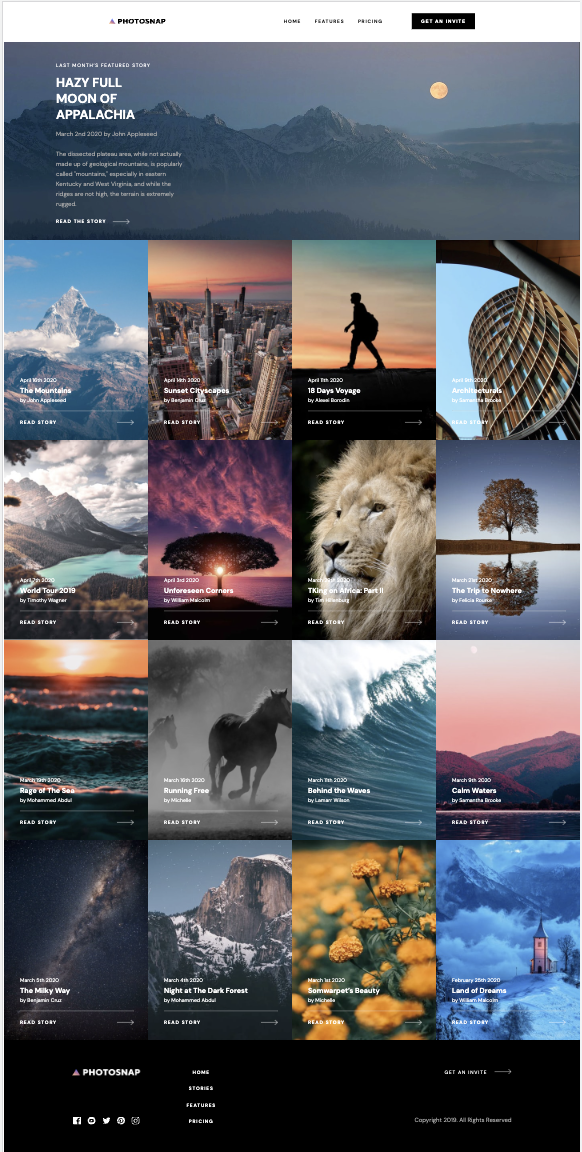 PHOTOSNAP
HOME FEATURES PRICING GET AN INVITE
LAST MONTH'S FEATURED STORY
HAZY FULL
MOON OF
APPALACHIA
March 2nd 2020 by John Appleseed
The dissected plateau area, while not actually
made up of geological mountains, is popularly
called "mountains," especially in eastern
Kentucky and West Virginia, and while the
ridges are not high, the terrain is extremely
rugged.
READ THE STORY
April 16th 2020
The Mountains
by John Appleseed
READ STORY
April 14th 2020
Sunset Cityscapes
by Benjamin Cruz
READ STORY
April 11th 2020
18 Days Voyage
by Alexei Borodin
READ STORY
April 2020
Architecturals
by Samantha Brooke
READ STORY
April 7th 2020
World Tour 2019
by Timothy Wagner
READ STORY
April 3rd 2020
Unforeseen Corners
by William Malcolm
READ STORY
March 2020
TKing on Africa: Part II
by Tim Hillenburg
READ STORY
March 21st 2020
The Trip to Nowhere
by Felicia Rourke
READ STORY
March 19th 2020
Rage of The Sea
by Mohammed Abdul
READ STORY
March 16th 2020
Running Free
by Michelle
READ STORY
March 11th 2020
Behind the Waves
by Lamarr Wilson
READ STORY
March 9th 2020
Calm Waters
by Samantha Brooke
READ STORY
March 5th 2020
The Milky Way
by Benjamin Cruz
READ STORY
March 4th 2020
Night at The Dark Forest
by Mohammed Abdul
READ STORY
March 1st 2020
Somwarpet's Beauty
by Michelle
READ STORY
February 25th 2020
Land of Dreams
by William Malcolm
READ STORY
PHOTOSNAP
HOME
STORIES
FEATURES
PRICING
GET AN INVITE
Copyright 2019. All Rights Reserved